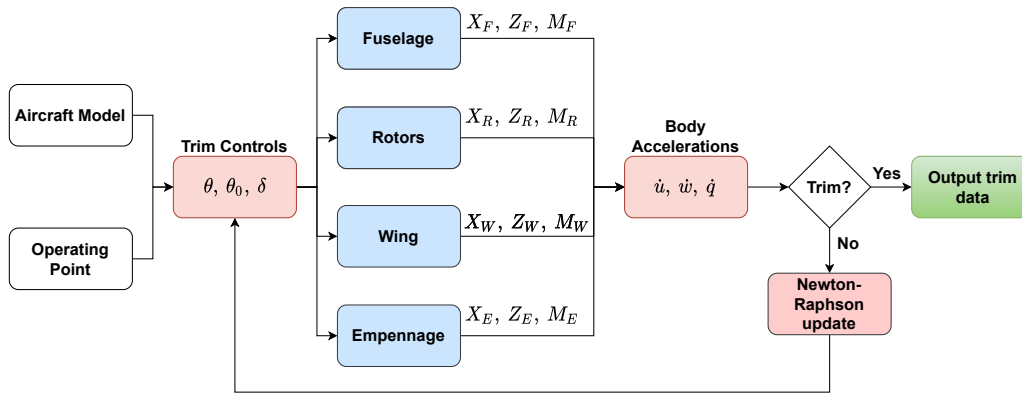 Aircraft Model
Operating
Point
Trim Controls
θ, θ₀, δ
Fuselage
X_F, Z_F, M_F
Rotors
X_R, Z_R, M_R
Wing
X_W, Z_W, M_W
Empennage
X_E, Z_E, M_E
Body
Accelerations
u̇, ẇ, q̇
Trim?
Yes
Output trim
data
No
Newton-
Raphson
update